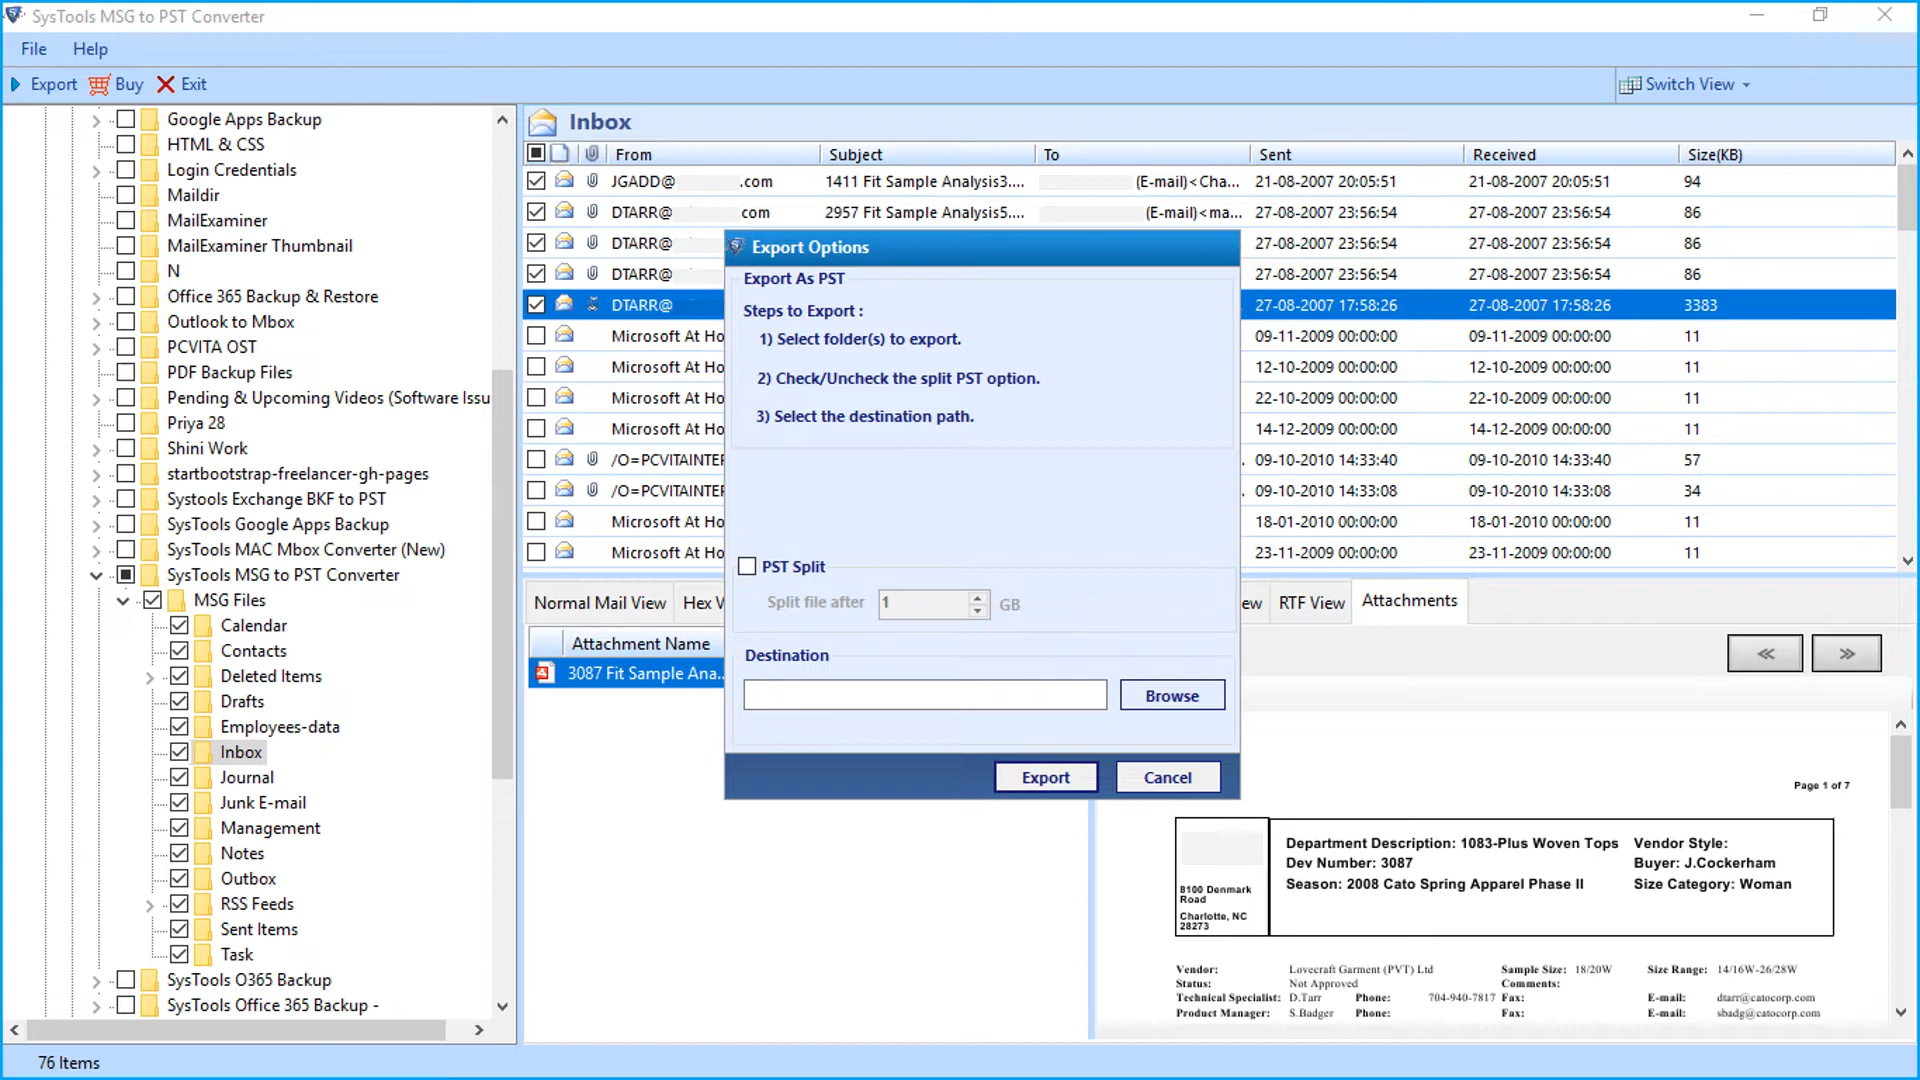 SysTools MSG to PST Converter
File Help
Export Buy Exit Switch View
Google Apps Backup
HTML & CSS
Login Credentials
Maildir
MailExaminer
MailExaminer Thumbnail
N
Office 365 Backup & Restore
Outlook to Mbox
PCVITA OST
PDF Backup Files
Pending & Upcoming Videos (Software Issu
Priya 28
Shini Work
startbootstrap-freelancer-gh-pages
Systools Exchange BKF to PST
SysTools Google Apps Backup
SysTools MAC Mbox Converter (New)
SysTools MSG to PST Converter
MSG Files
Calendar
Contacts
Deleted Items
Drafts
Employees-data
Inbox
Journal
Junk E-mail
Management
Notes
Outbox
RSS Feeds
Sent Items
Task
SysTools O365 Backup
SysTools Office 365 Backup -
76 Items
Inbox
From Subject To Sent Received Size(KB)
JGADD@ .com 1411 Fit Sample Analysis3.... (E-mail)<Cha... 21-08-2007 20:05:51 21-08-2007 20:05:51 94
DTARR@ com 2957 Fit Sample Analysis5.... (E-mail)<ma... 27-08-2007 23:56:54 27-08-2007 23:56:54 86
DTARR@ 27-08-2007 23:56:54 27-08-2007 23:56:54 86
DTARR@ 27-08-2007 23:56:54 27-08-2007 23:56:54 86
DTARR@ 27-08-2007 17:58:26 27-08-2007 17:58:26 3383
Microsoft At Ho 09-11-2009 00:00:00 09-11-2009 00:00:00 11
Microsoft At Ho 12-10-2009 00:00:00 12-10-2009 00:00:00 11
Microsoft At Ho 22-10-2009 00:00:00 22-10-2009 00:00:00 11
Microsoft At Ho 14-12-2009 00:00:00 14-12-2009 00:00:00 11
/O=PCVITAINTER . 09-10-2010 14:33:40 09-10-2010 14:33:40 57
/O=PCVITAINTER . 09-10-2010 14:33:08 09-10-2010 14:33:08 34
Microsoft At Ho 18-01-2010 00:00:00 18-01-2010 00:00:00 11
Microsoft At Ho 23-11-2009 00:00:00 23-11-2009 00:00:00 11
Export Options
Export As PST
Steps to Export :
1) Select folder(s) to export.
2) Check/Uncheck the split PST option.
3) Select the destination path.
PST Split
Split file after 1 GB
Destination
Browse
Export Cancel
Normal Mail View Hex V ew RTF View Attachments
Attachment Name
3087 Fit Sample Ana...
<< >>
Page 1 of 7
8100 Denmark
Road
Charlotte, NC
28273
Department Description: 1083-Plus Woven Tops Vendor Style:
Dev Number: 3087 Buyer: J.Cockerham
Season: 2008 Cato Spring Apparel Phase II Size Category: Woman
Vendor: Lovecraft Garment (PVT) Ltd Sample Size: 18/20W Size Range: 14/16W-26/28W
Status: Not Approved Comments:
Technical Specialist: D.Tarr Phone: 704-940-7817 Fax: E-mail: dtarr@catocorp.com
Product Manager: S.Badger Phone: Fax: E-mail: sbadg@catocorp.com